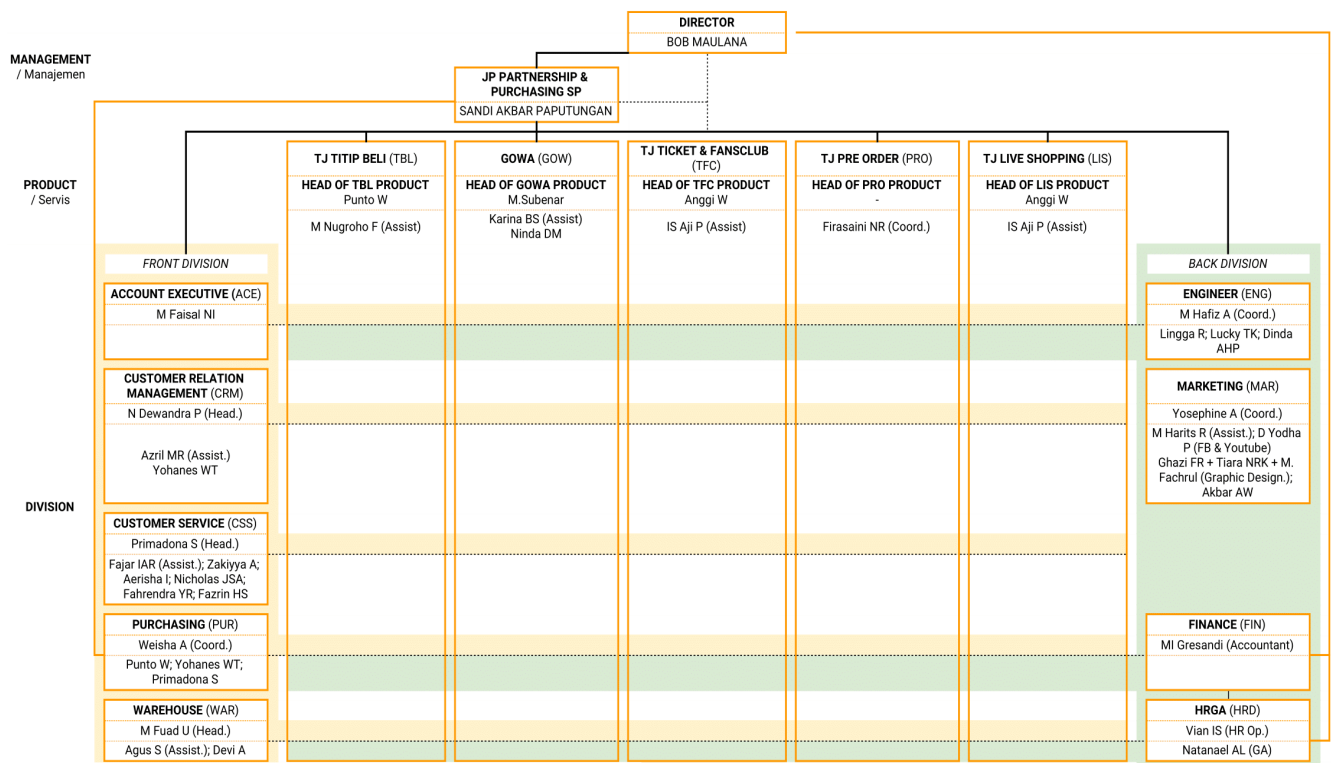 DIRECTOR
BOB MAULANA
MANAGEMENT
/ Manajemen
JP PARTNERSHIP &
PURCHASING SP
SANDI AKBAR PAPUTUNGAN
PRODUCT
/ Servis
TJ TITIP BELI (TBL)
HEAD OF TBL PRODUCT
Punto W
M Nugroho F (Assist)
GOWA (GOW)
HEAD OF GOWA PRODUCT
M.Subenar
Karina BS (Assist)
Ninda DM
TJ TICKET & FANSCLUB
(TFC)
HEAD OF TFC PRODUCT
Anggi W
IS Aji P (Assist)
TJ PRE ORDER (PRO)
HEAD OF PRO PRODUCT
-
Firasaini NR (Coord.)
TJ LIVE SHOPPING (LIS)
HEAD OF LIS PRODUCT
Anggi W
IS Aji P (Assist)
DIVISION
FRONT DIVISION
ACCOUNT EXECUTIVE (ACE)
M Faisal NI
CUSTOMER RELATION
MANAGEMENT (CRM)
N Dewandra P (Head.)
Azril MR (Assist.)
Yohanes WT
CUSTOMER SERVICE (CSS)
Primadona S (Head.)
Fajar IAR (Assist.); Zakiyya A;
Aerisha I; Nicholas JSA;
Fahrendra YR; Fazrin HS
PURCHASING (PUR)
Weisha A (Coord.)
Punto W; Yohanes WT;
Primadona S
WAREHOUSE (WAR)
M Fuad U (Head.)
Agus S (Assist.); Devi A
BACK DIVISION
ENGINEER (ENG)
M Hafiz A (Coord.)
Lingga R; Lucky TK; Dinda
AHP
MARKETING (MAR)
Yosephine A (Coord.)
M Harits R (Assist.); D Yodha
P (FB & Youtube)
Ghazi FR + Tiara NRK + M.
Fachrul (Graphic Design.);
Akbar AW
FINANCE (FIN)
MI Gresandi (Accountant)
HRGA (HRD)
Vian IS (HR Op.)
Natanael AL (GA)